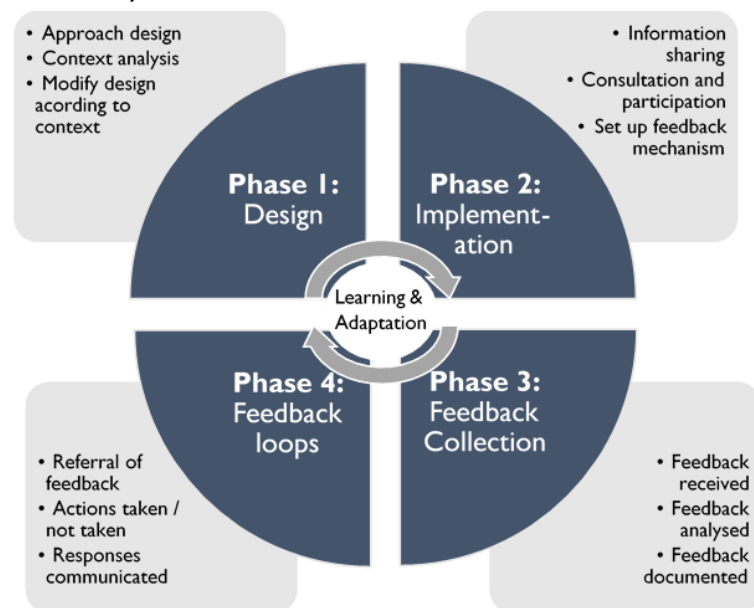 • Approach design
• Context analysis
• Modify design
acording to
context
• Information
sharing
• Consultation and
participation
• Set up feedback
mechanism
Phase 1:
Design
Phase 2:
Implement-
ation
Learning &
Adaptation
Phase 4:
Feedback
loops
Phase 3:
Feedback
Collection
• Referral of
feedback
• Actions taken /
not taken
• Responses
communicated
• Feedback
received
• Feedback
analysed
• Feedback
documented